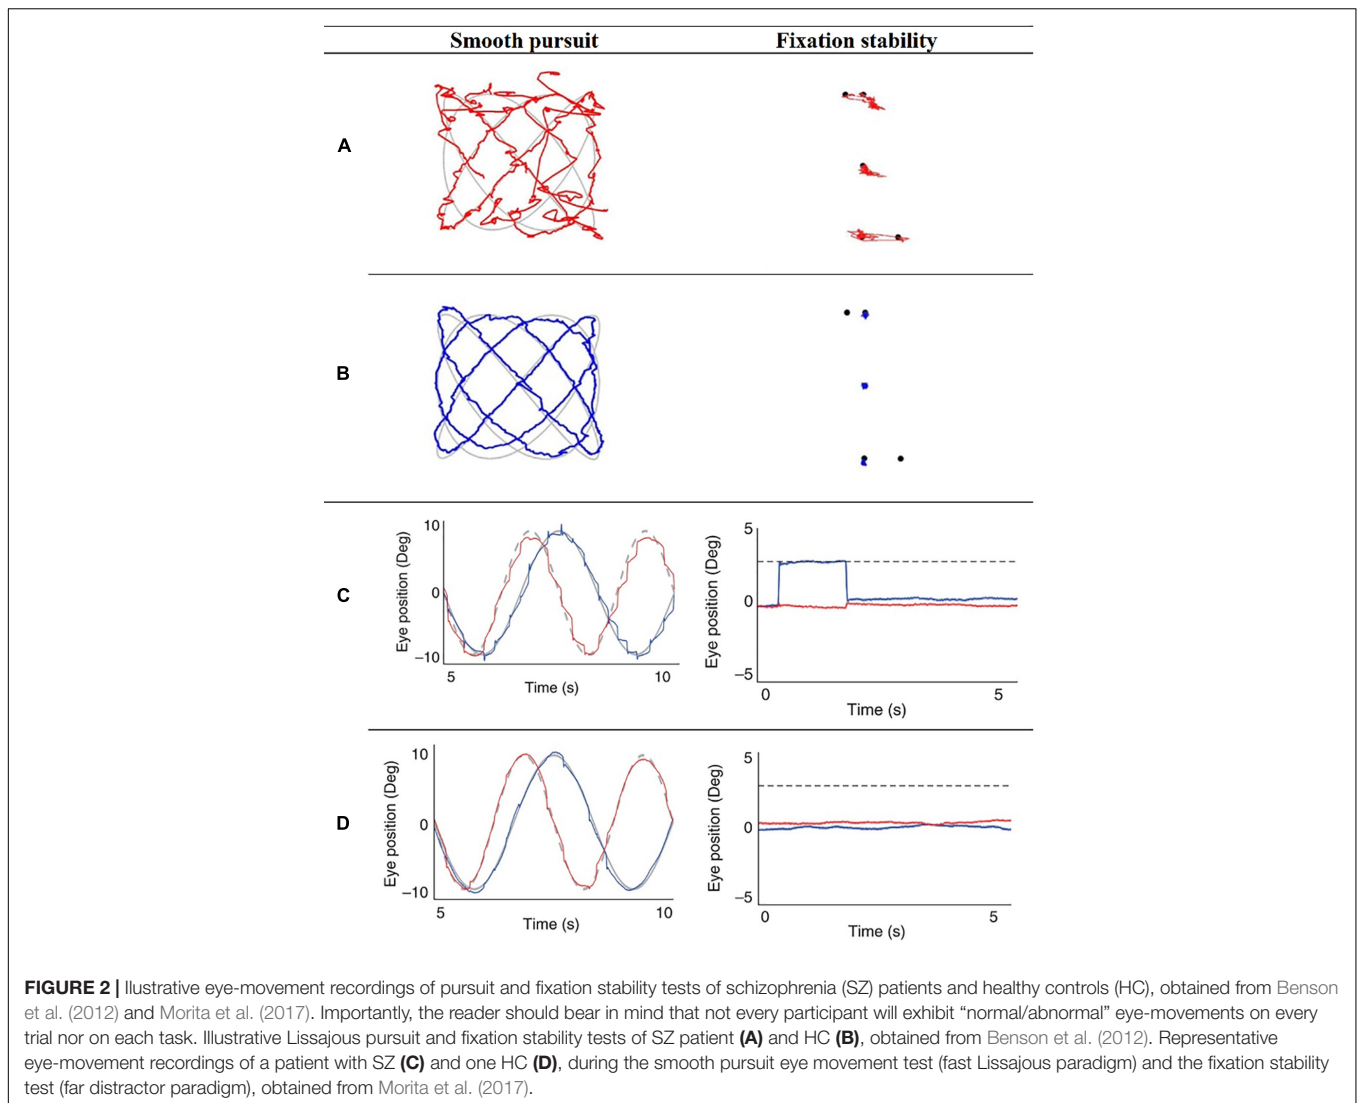 Smooth pursuit Fixation stability
A
B
10
0
−10
Eye position (Deg)
5 10
Time (s)
C
5
0
−5
Eye position (Deg)
0 5
Time (s)
10
0
−10
Eye position (Deg)
5 10
Time (s)
D
5
0
−5
Eye position (Deg)
0 5
Time (s)
FIGURE 2 | Ilustrative eye-movement recordings of pursuit and fixation stability tests of schizophrenia (SZ) patients and healthy controls (HC), obtained from Benson
et al. (2012) and Morita et al. (2017). Importantly, the reader should bear in mind that not every participant will exhibit “normal/abnormal” eye-movements on every
trial nor on each task. Illustrative Lissajous pursuit and fixation stability tests of SZ patient (A) and HC (B), obtained from Benson et al. (2012). Representative
eye-movement recordings of a patient with SZ (C) and one HC (D), during the smooth pursuit eye movement test (fast Lissajous paradigm) and the fixation stability
test (far distractor paradigm), obtained from Morita et al. (2017).